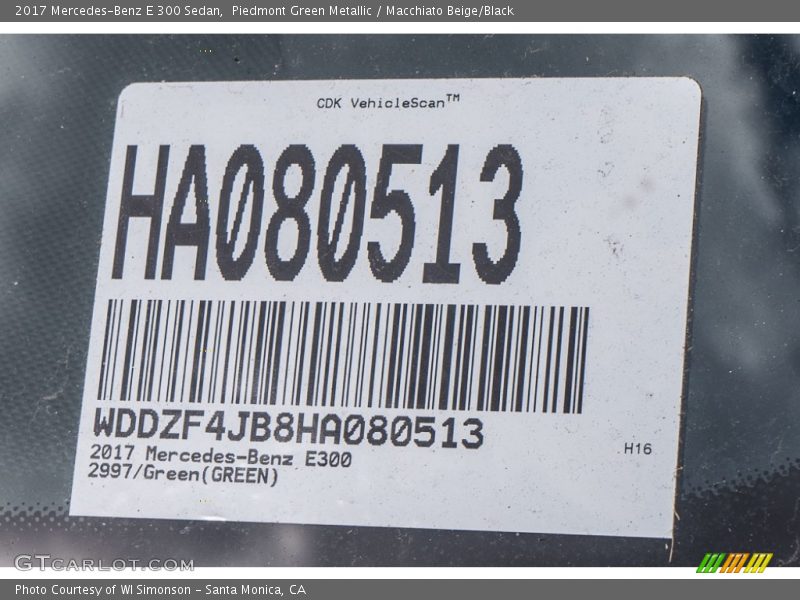 2017 Mercedes-Benz E 300 Sedan,  Piedmont Green Metallic / Macchiato Beige/Black
CDK VehicleScan™
HA080513
WDDZF4JB8HA080513
2017 Mercedes-Benz E300
H16
2997/Green(GREEN)
GTCARLOT.COM
Photo Courtesy of WI Simonson - Santa Monica, CA